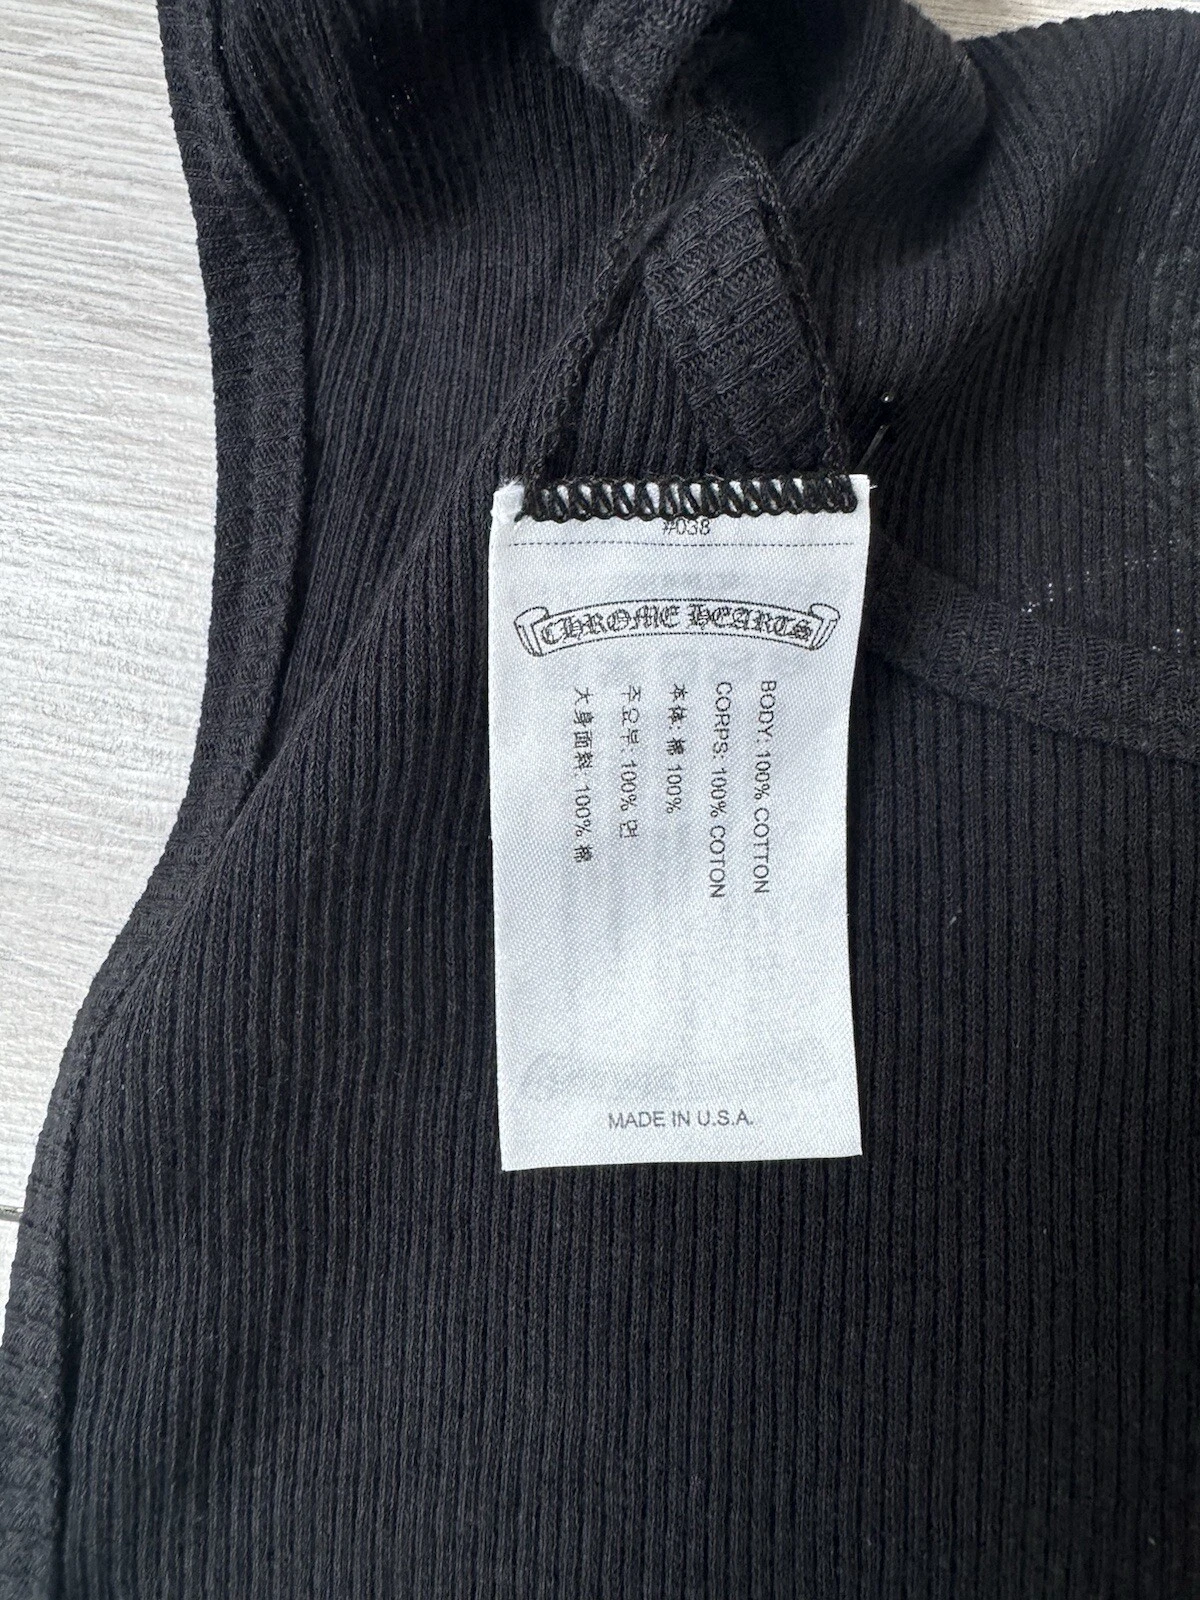 #038
CHROME HEARTS
BODY: 100% COTTON
CORPS: 100% COTON
本体: 棉 100%
주요부: 100% 면
大身面料: 100% 棉
MADE IN U.S.A.